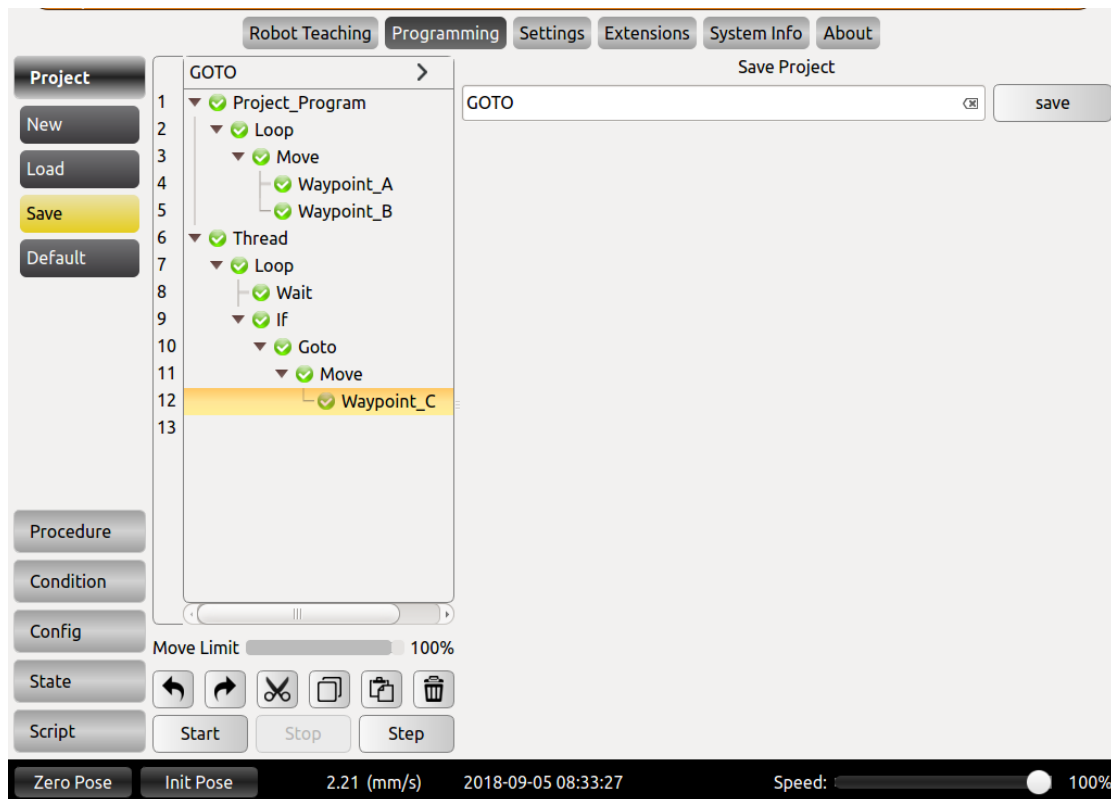 Robot Teaching Programming Settings Extensions System Info About
Project
New
Load
Save
Default
Procedure
Condition
Config
State
Script
GOTO
1 Project_Program
2 Loop
3 Move
4 Waypoint_A
5 Waypoint_B
6 Thread
7 Loop
8 Wait
9 If
10 Goto
11 Move
12 Waypoint_C
13
Move Limit 100%
Start Stop Step
Save Project
GOTO save
Zero Pose Init Pose 2.21 (mm/s) 2018-09-05 08:33:27 Speed: 100%